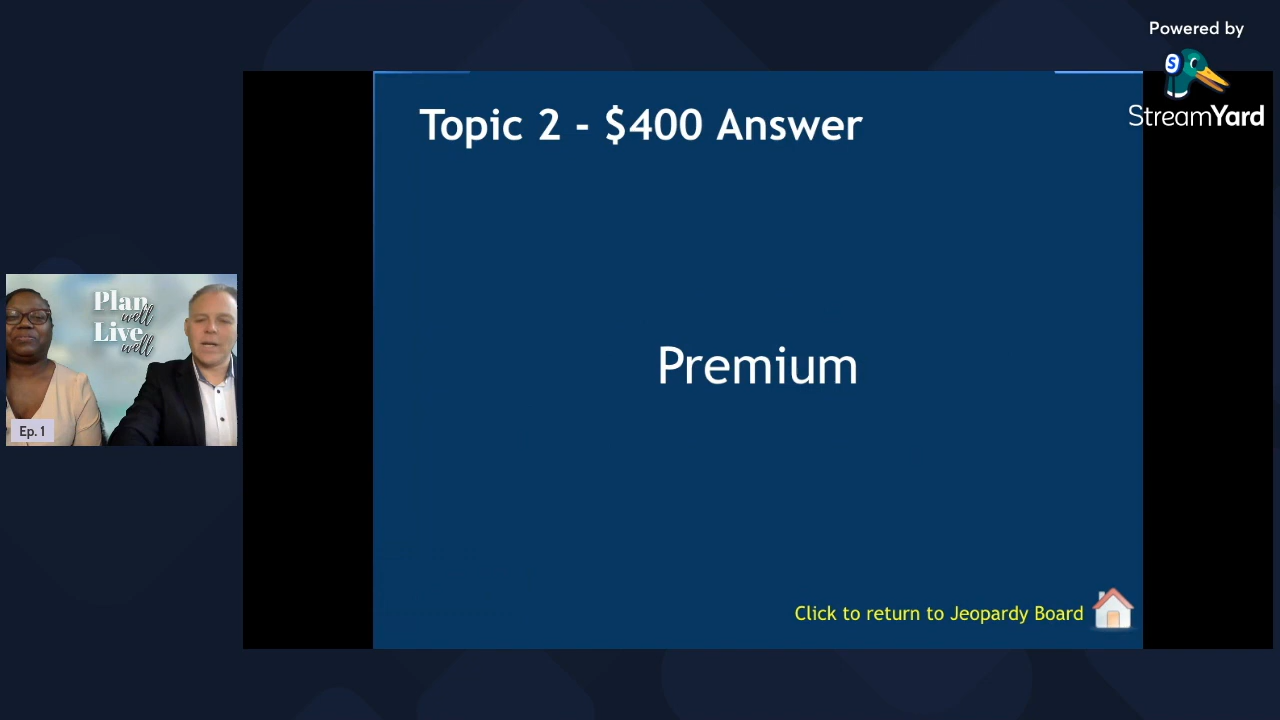 Powered by
StreamYard
Topic 2 - $400 Answer
Plan
well
Live
well
Ep. 1
Premium
Click to return to Jeopardy Board